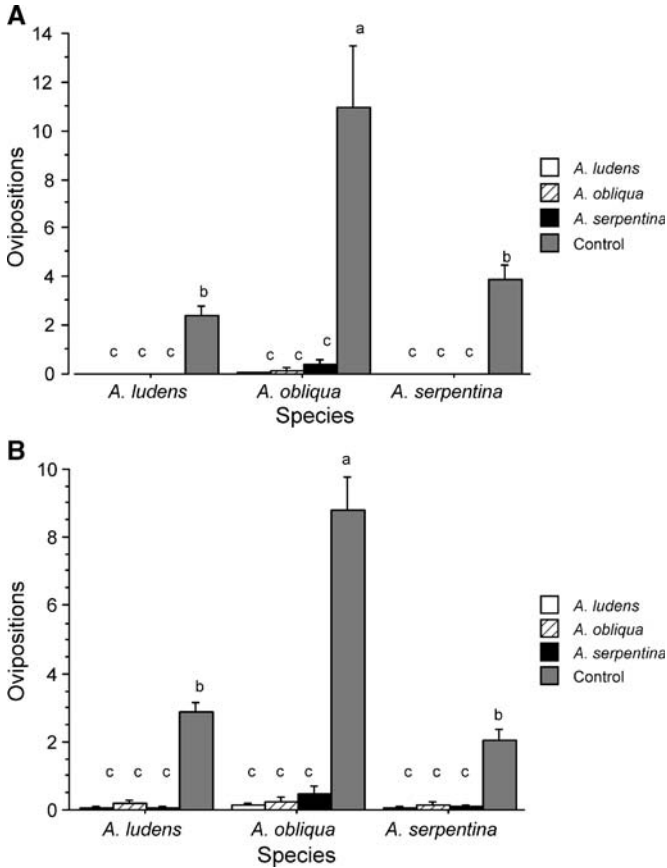 A
14
12
10
8
6
4
2
0
Ovipositions
a
b
b
c c c
c c c
c c c
A. ludens A. obliqua A. serpentina
Species
A. ludens
A. obliqua
A. serpentina
Control
B
10
8
6
4
2
0
Ovipositions
a
b
b
c c c
c c c
c c c
A. ludens A. obliqua A. serpentina
Species
A. ludens
A. obliqua
A. serpentina
Control